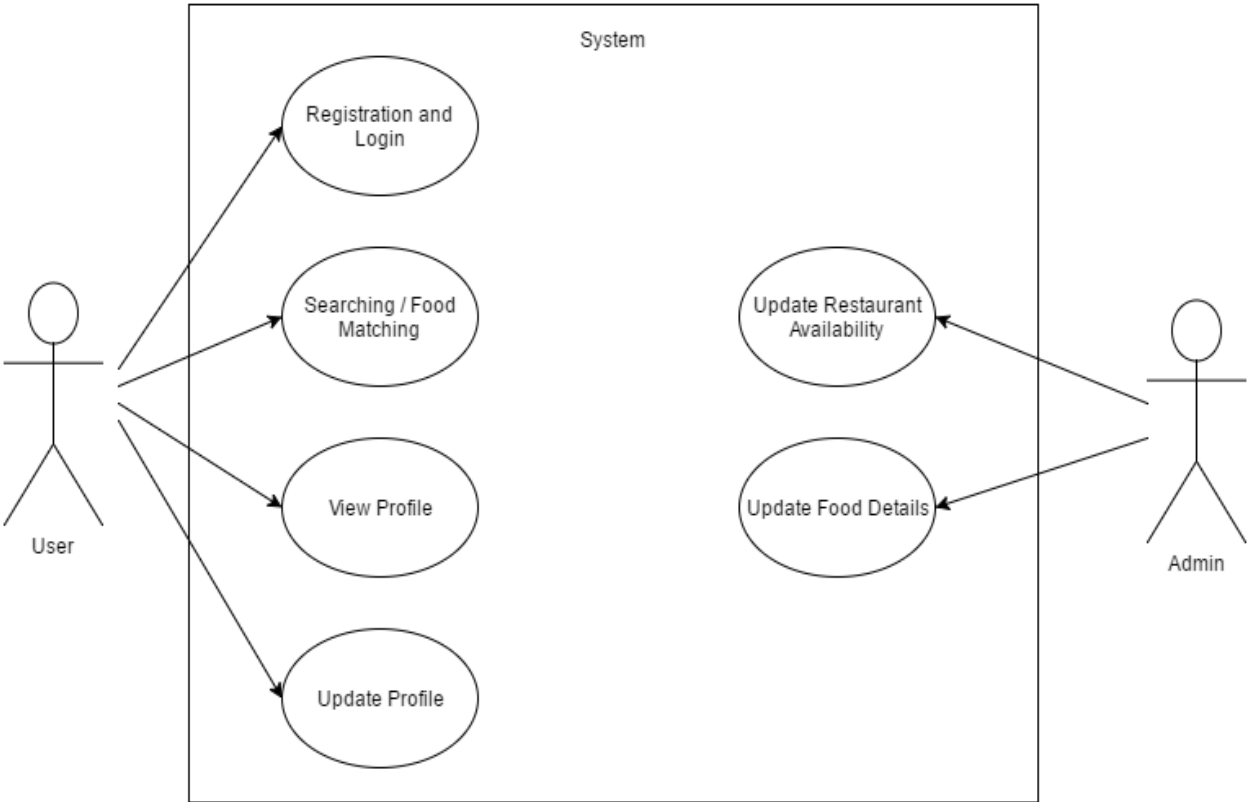 System
Registration and
Login
Searching / Food
Matching
Update Restaurant
Availability
View Profile
Update Food Details
User
Admin
Update Profile